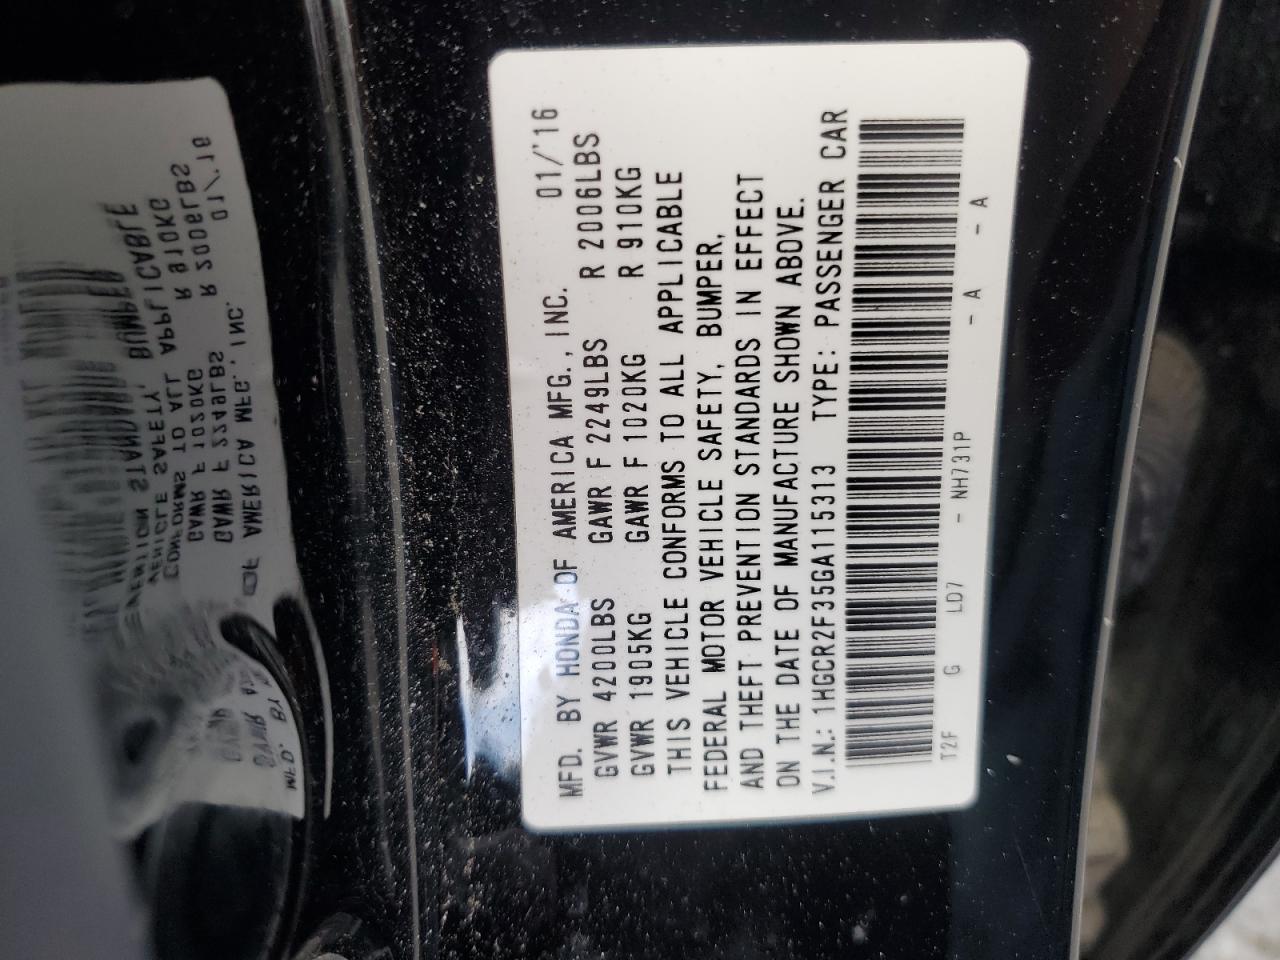 MFD. BY HONDA OF AMERICA MFG., INC. 01/'16
GVWR 4200LBS GAWR F 2249LBS R 2006LBS
GVWR 1905KG GAWR F 1020KG R 910KG
THIS VEHICLE CONFORMS TO ALL APPLICABLE
FEDERAL MOTOR VEHICLE SAFETY, BUMPER,
AND THEFT PREVENTION STANDARDS IN EFFECT
ON THE DATE OF MANUFACTURE SHOWN ABOVE.
V.I.N.: 1HGCR2F35GA115313 TYPE: PASSENGER CAR
T2F G LD7 - NH731P - A - A